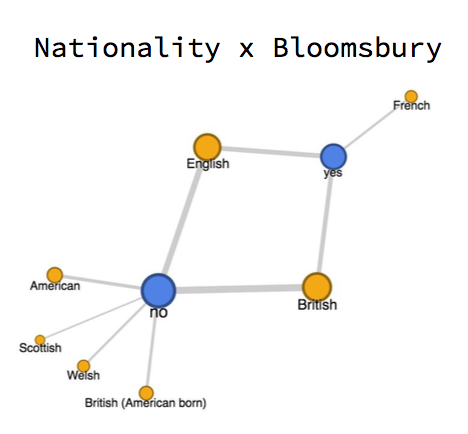 Nationality x Bloomsbury
French
English
yes
American
British
no
Scottish
Welsh
British (American born)